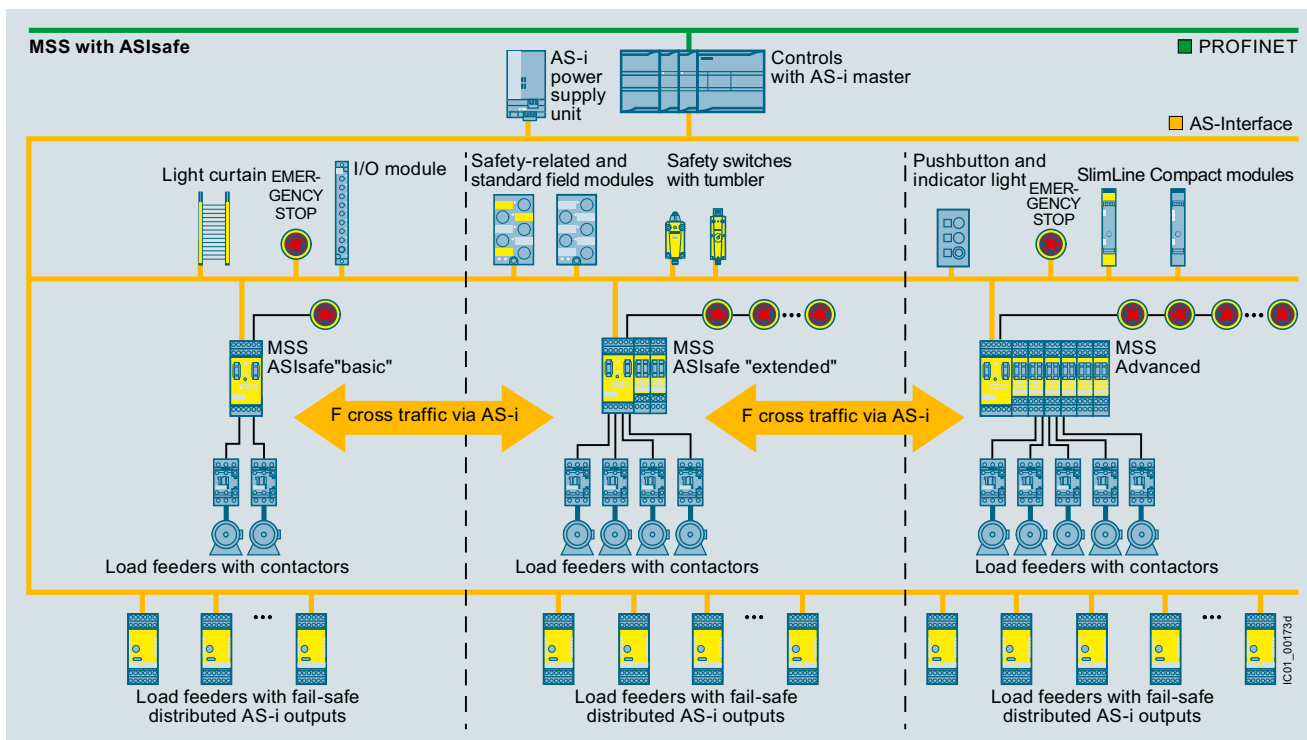 MSS with ASIsafe
PROFINET
AS-i
power
supply
unit
Controls
with AS-i master
AS-Interface
Light curtain
EMER-
GENCY
STOP
I/O module
Safety-related and
standard field modules
Safety switches
with tumbler
Pushbutton and
indicator light
EMER-
GENCY
STOP
SlimLine Compact modules
MSS
ASIsafe"basic"
MSS
ASIsafe "extended"
MSS
Advanced
F cross traffic via AS-i
F cross traffic via AS-i
Load feeders with contactors
Load feeders with contactors
Load feeders with contactors
Load feeders with fail-safe
distributed AS-i outputs
Load feeders with fail-safe
distributed AS-i outputs
Load feeders with fail-safe
distributed AS-i outputs
IC01_00173d